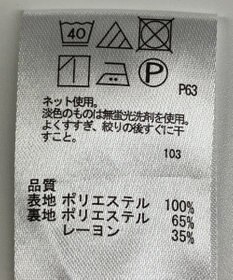 40
P
P63
ネット使用。
淡色のものは無蛍光洗剤を使用。
よくすすぎ、絞りの後すぐに干
すこと。
103
品質
表地 ポリエステル 100%
裏地 ポリエステル 65%
レーヨン 35%